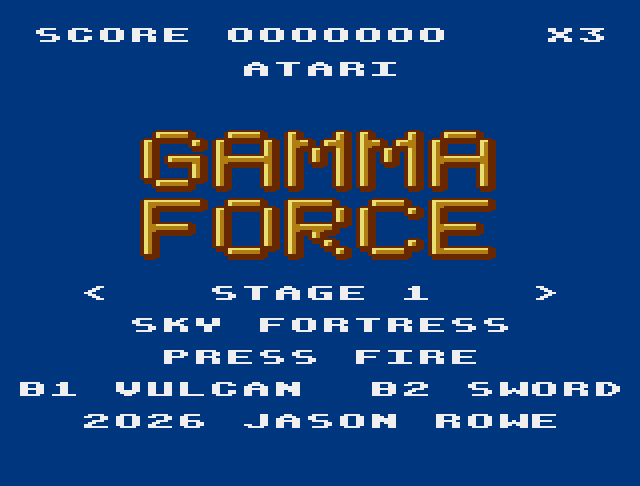 SCORE 0000000 X3
ATARI
GAMMA
FORCE
< STAGE 1 >
SKY FORTRESS
PRESS FIRE
B1 VULCAN B2 SWORD
2026 JASON ROWE